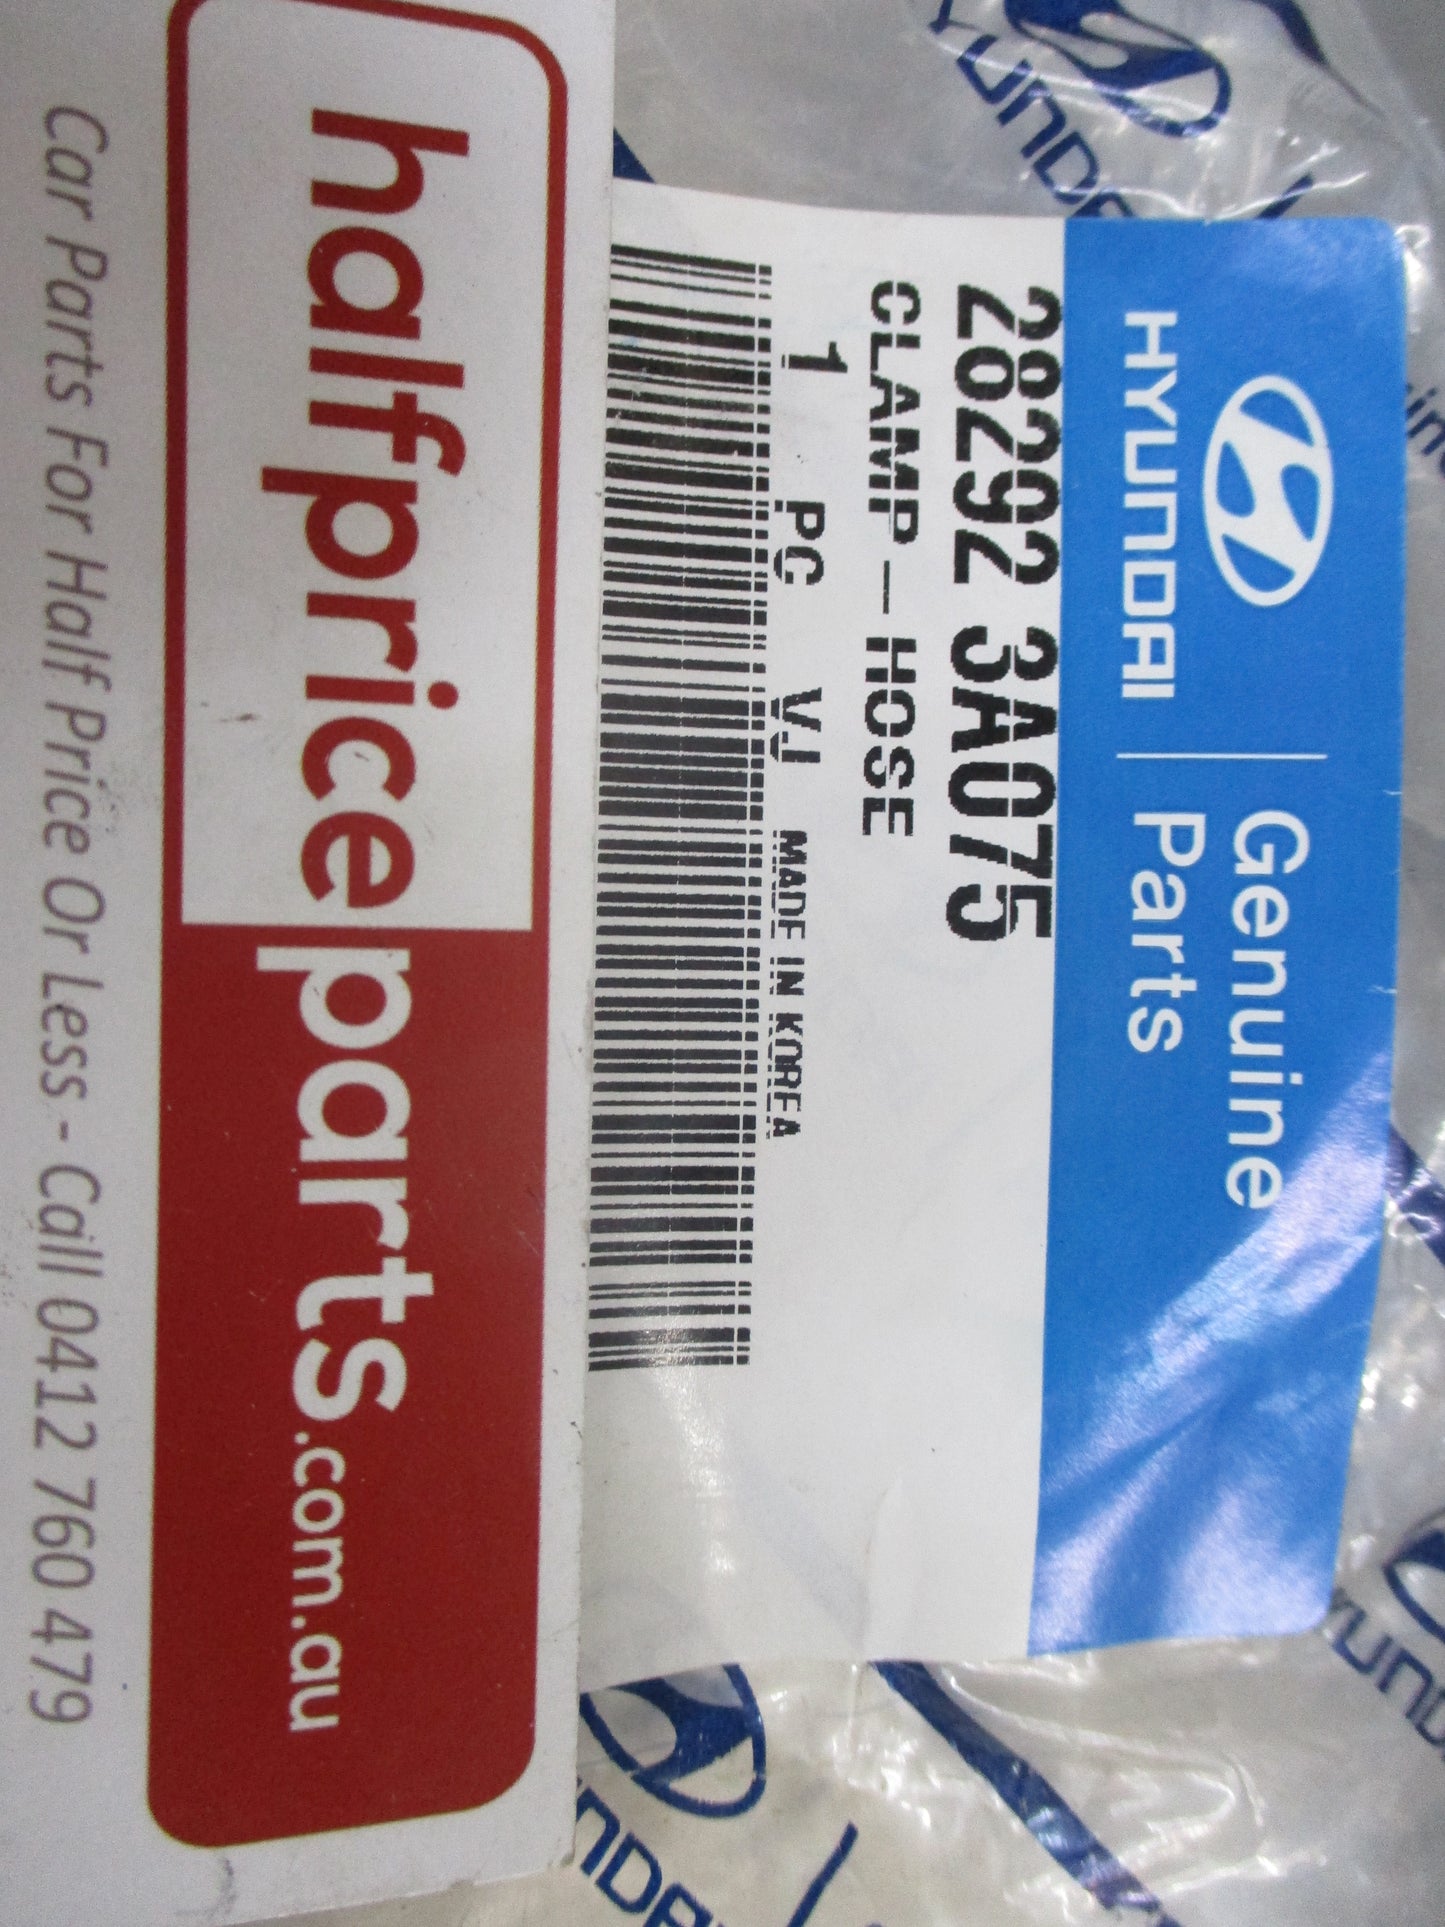 HYUNDAI
Genuine
Parts
28292 3A075
CLAMP-HOSE
1 PC VJ MADE IN KOREA
halfpriceparts.com.au
Car Parts For Half Price Or Less - Call 0412 760 479
HYUNDAI